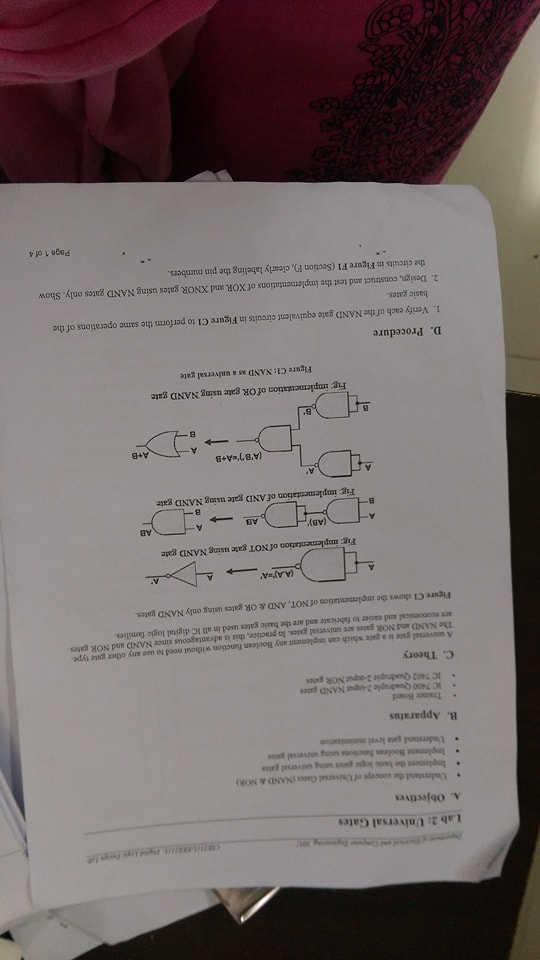 Department of Electrical and Computer Engineering, NSU
CSE231L/EEE211L: Digital Logic Design Lab
Lab 2: Universal Gates
A. Objectives
• Understand the concept of Universal Gates (NAND & NOR)
• Implement the basic logic gates using universal gates
• Implement Boolean functions using universal gates
• Understand gate level minimization
B. Apparatus
• Trainer Board
• IC 7400 Quadruple 2-input NAND gates
• IC 7402 Quadruple 2-input NOR gates
C. Theory
A universal gate is a gate which can implement any Boolean function without need to use any other gate type.
The NAND and NOR gates are universal gates. In practice, this is advantageous since NAND and NOR gates
are economical and easier to fabricate and are the basic gates used in all IC digital logic families.
Figure C1 shows the implementation of NOT, AND & OR gates using only NAND gates.
A (A.A)'=A' A A'
Fig: implementation of NOT gate using NAND gate
A (AB)' AB A AB
B B
Fig: implementation of AND gate using NAND gate
A A'
(A'B')'=A+B A A+B
B
B B'
Fig: implementation of OR gate using NAND gate
Figure C1: NAND as a universal gate
D. Procedure
1. Verify each of the NAND gate equivalent circuits in Figure C1 to perform the same operations of the
basic gates.
2. Design, construct and test the implementations of XOR and XNOR gates using NAND gates only. Show
the circuits in Figure F1 (Section F), clearly labeling the pin numbers.
Page 1 of 4